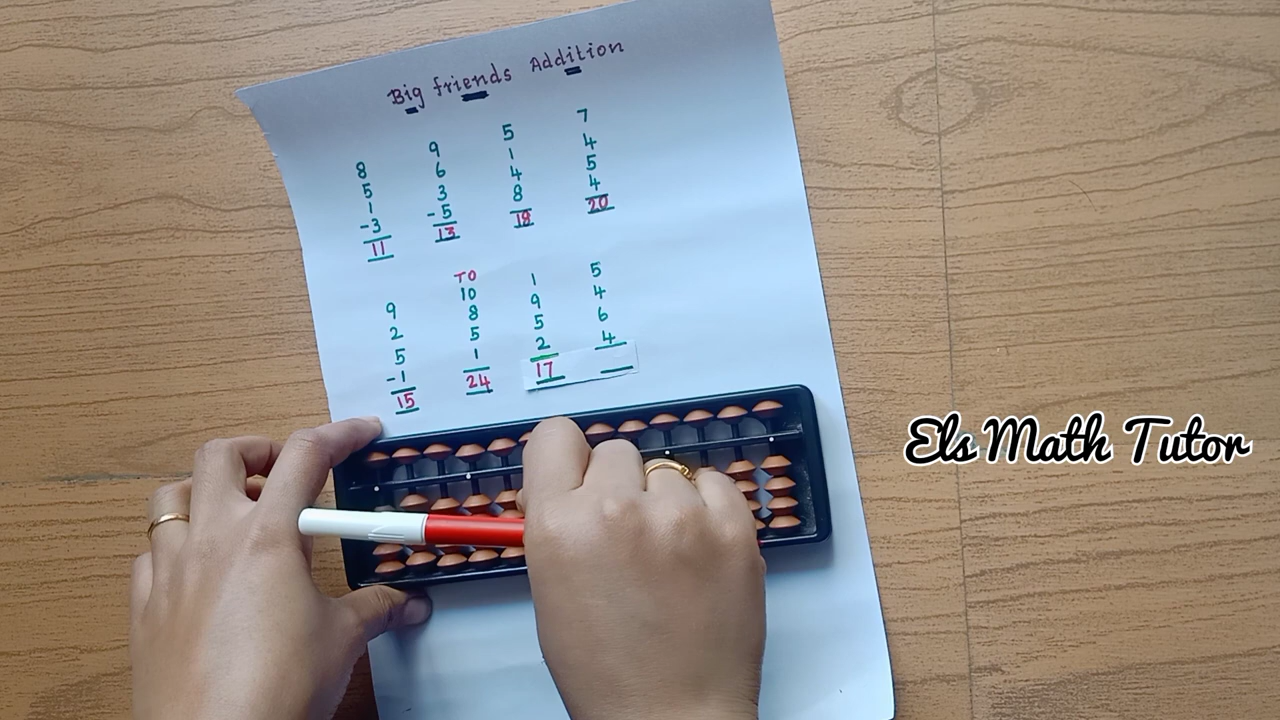 Big friends Addition
8 9 5 7
5 6 1 4
1 3 4 5
-3 -5 8 4
11 13 18 20
TO
9 10 1 5
2 8 9 4
5 5 5 6
-1 1 2 4
15 24 17
Els Math Tutor